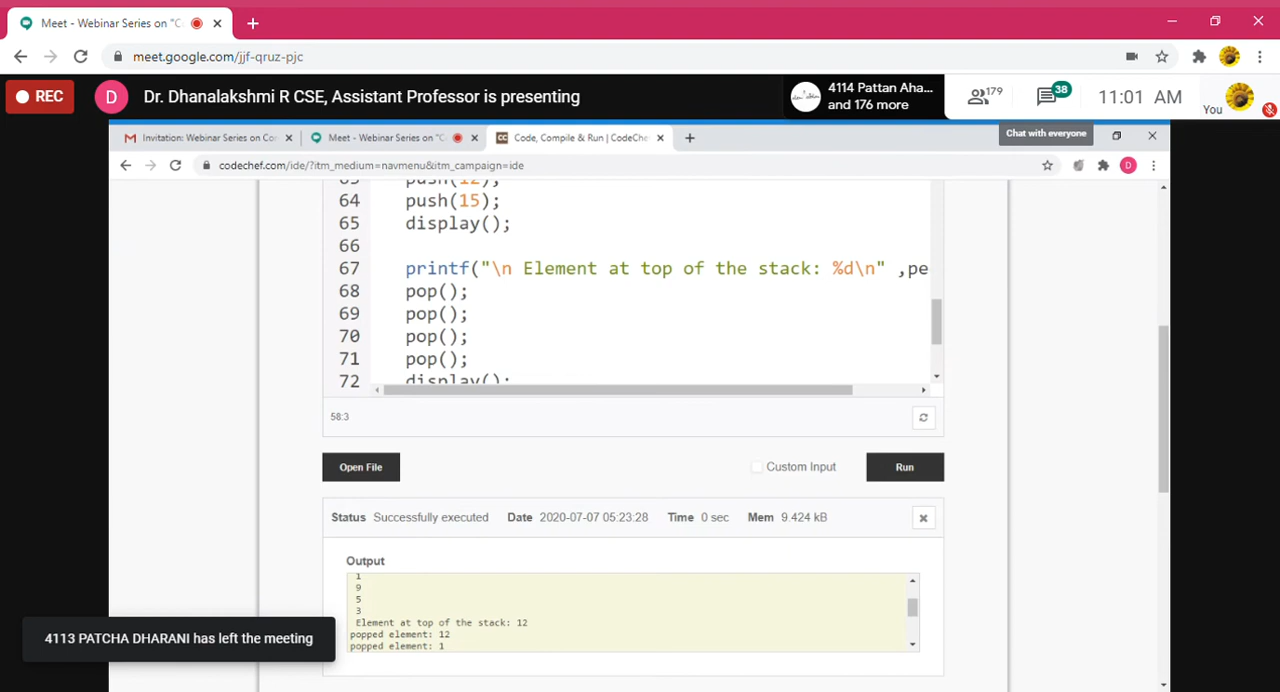 Meet - Webinar Series on "C
meet.google.com/jjf-qruz-pjc
REC
D
Dr. Dhanalakshmi R CSE, Assistant Professor is presenting
4114 Pattan Aha...
and 176 more
179
38
11:01 AM
You
Invitation: Webinar Series on Co
Meet - Webinar Series on "C
CC
Code, Compile & Run | CodeChe
Chat with everyone
codechef.com/ide/?itm_medium=navmenu&itm_campaign=ide
D
63 push(12);
64 push(15);
65 display();
66
67 printf("\n Element at top of the stack: %d\n" ,pe
68 pop();
69 pop();
70 pop();
71 pop();
72 display();
58:3
Open File
Custom Input
Run
Status Successfully executed Date 2020-07-07 05:23:28 Time 0 sec Mem 9.424 kB
Output
1
9
5
3
Element at top of the stack: 12
popped element: 12
popped element: 1
4113 PATCHA DHARANI has left the meeting